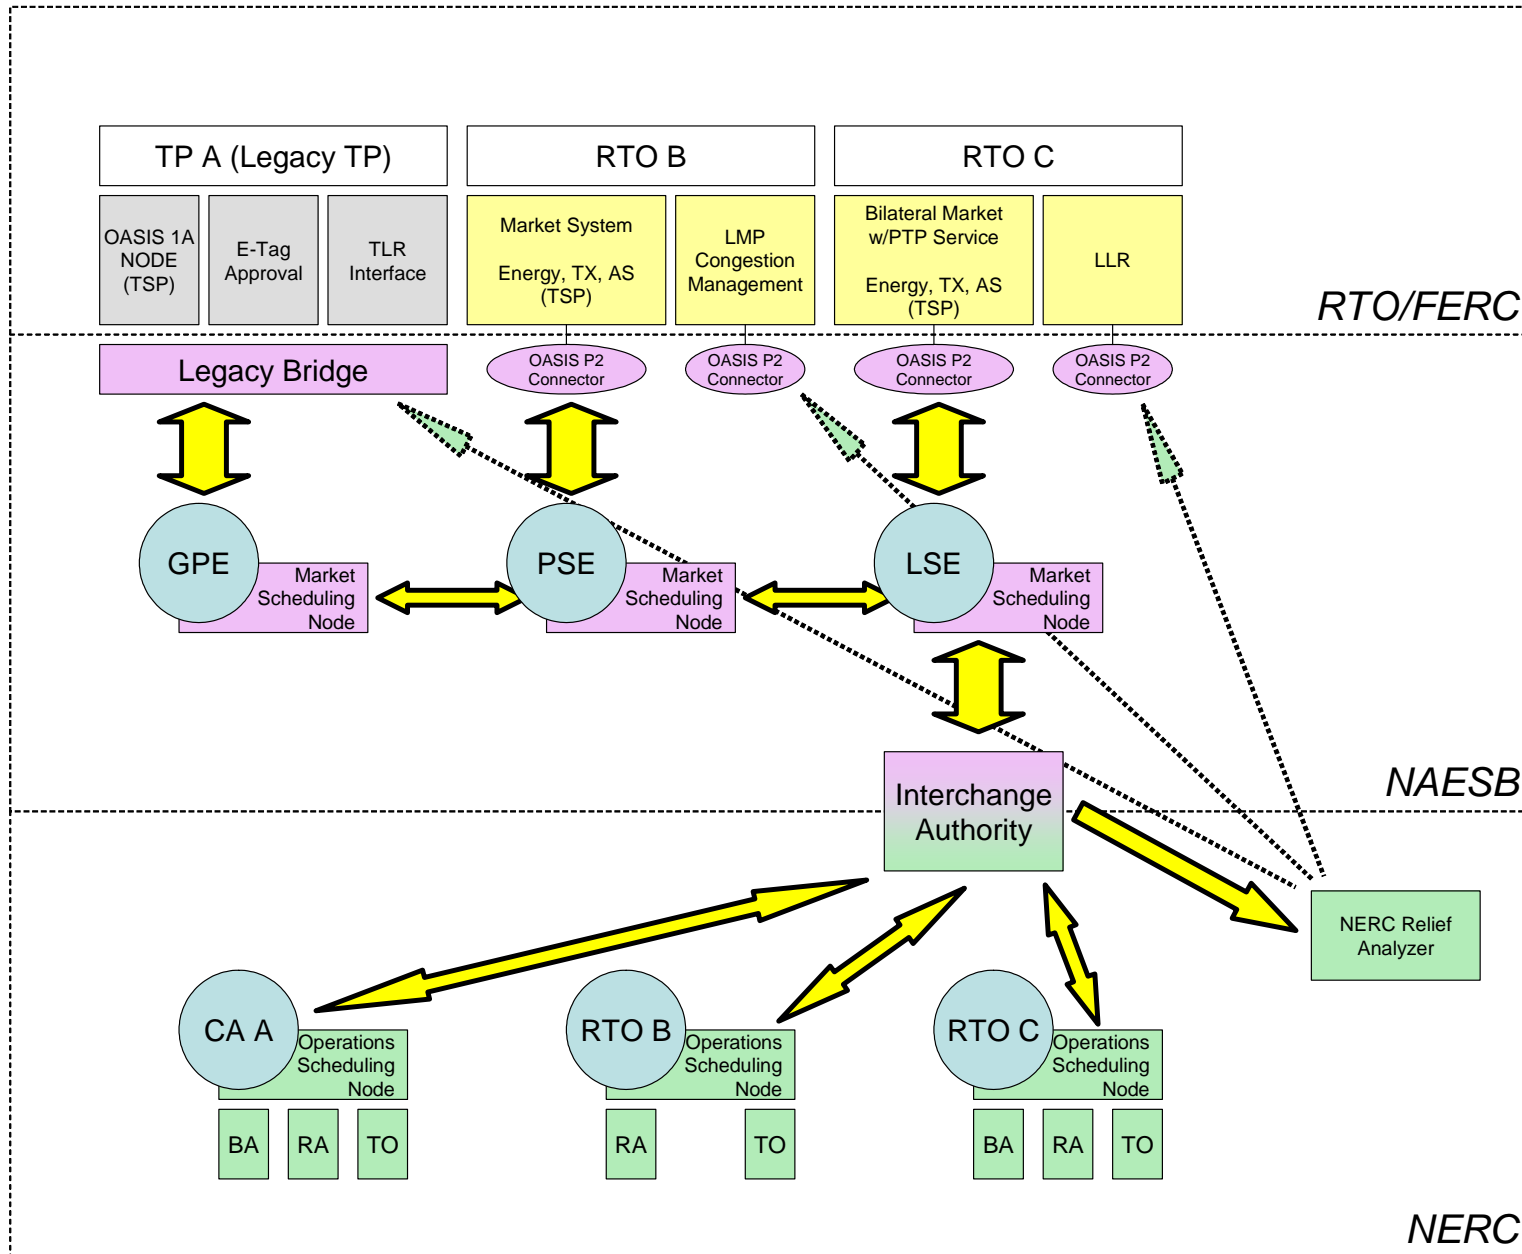 TP A (Legacy TP)
RTO B
RTO C
OASIS 1A
NODE
(TSP)
E-Tag
Approval
TLR
Interface
Market System
Energy, TX, AS
(TSP)
LMP
Congestion
Management
Bilateral Market
w/PTP Service
Energy, TX, AS
(TSP)
LLR
RTO/FERC
Legacy Bridge
OASIS P2
Connector
OASIS P2
Connector
OASIS P2
Connector
OASIS P2
Connector
GPE
Market
Scheduling
Node
PSE
Market
Scheduling
Node
LSE
Market
Scheduling
Node
NAESB
Interchange
Authority
NERC Relief
Analyzer
CA A
Operations
Scheduling
Node
BA
RA
TO
RTO B
Operations
Scheduling
Node
RA
TO
RTO C
Operations
Scheduling
Node
BA
RA
TO
NERC